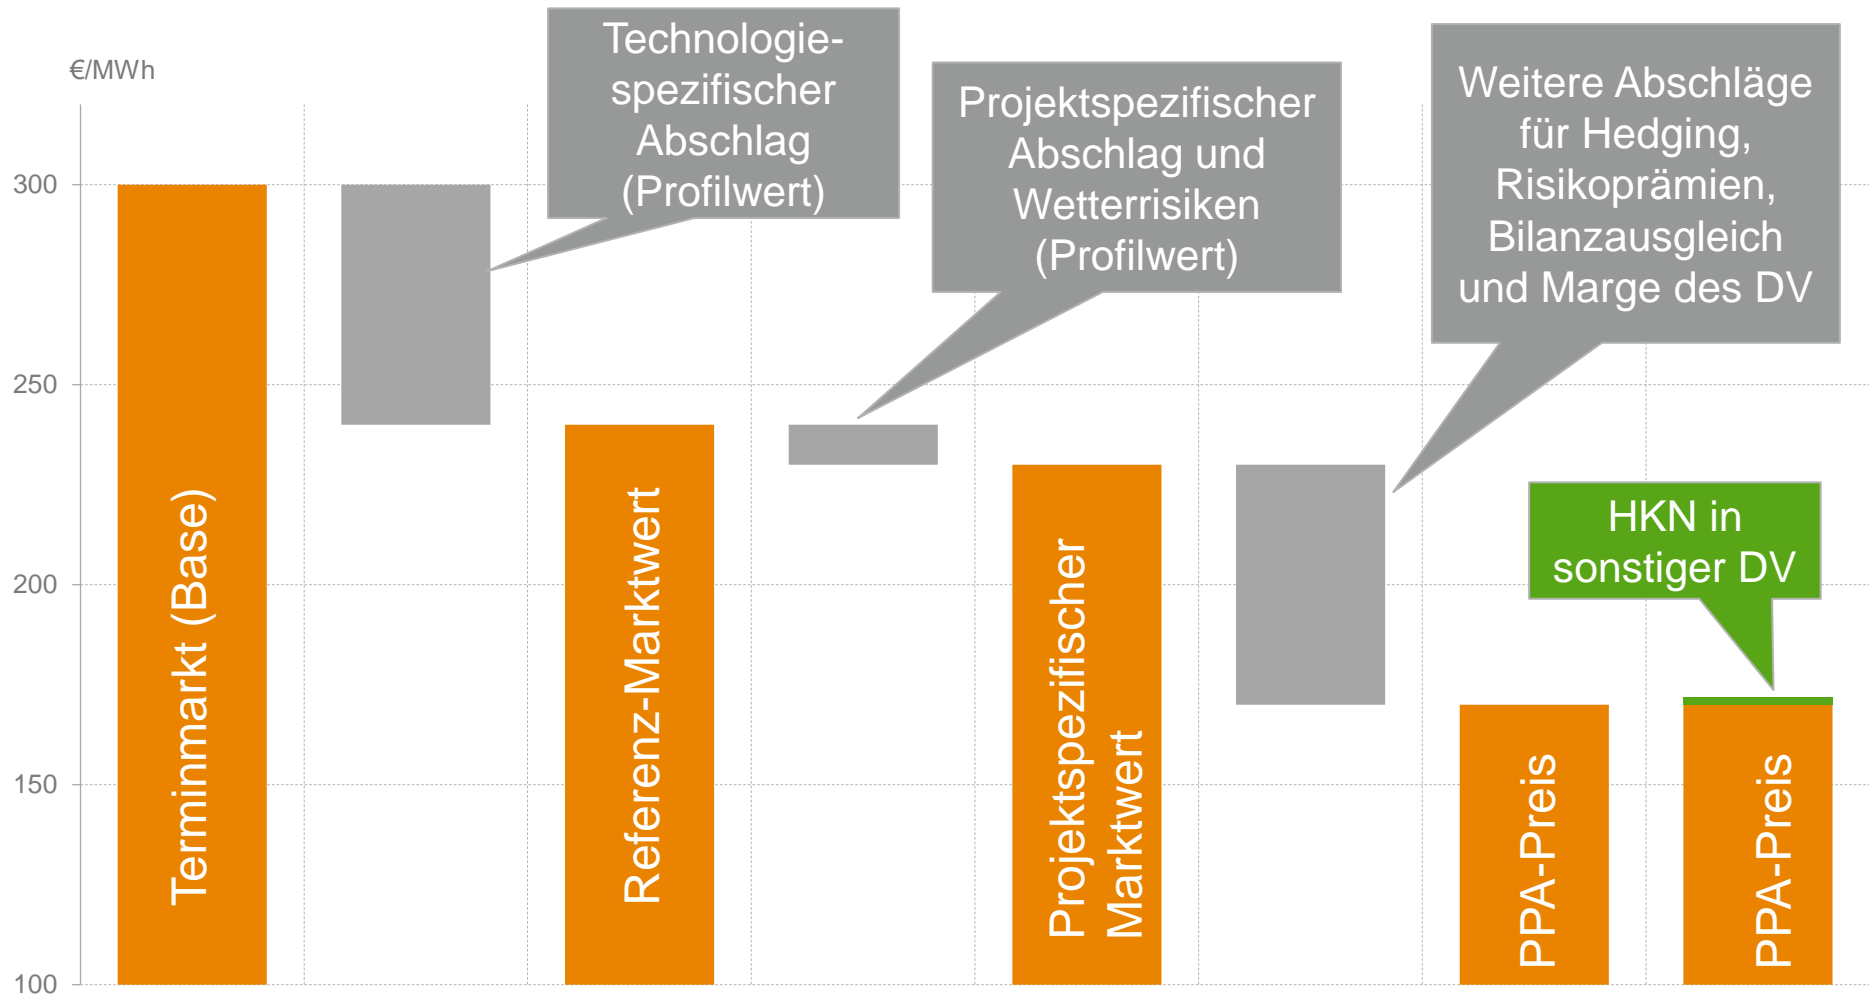 €/MWh
Technologie-
spezifischer
Abschlag
(Profilwert)
Projektspezifischer
Abschlag und
Wetterrisiken
(Profilwert)
Weitere Abschläge
für Hedging,
Risikoprämien,
Bilanzausgleich
und Marge des DV
HKN in
sonstiger DV
300
250
200
150
100
Terminmarkt (Base)
Referenz-Marktwert
Projektspezifischer
Marktwert
PPA-Preis
PPA-Preis